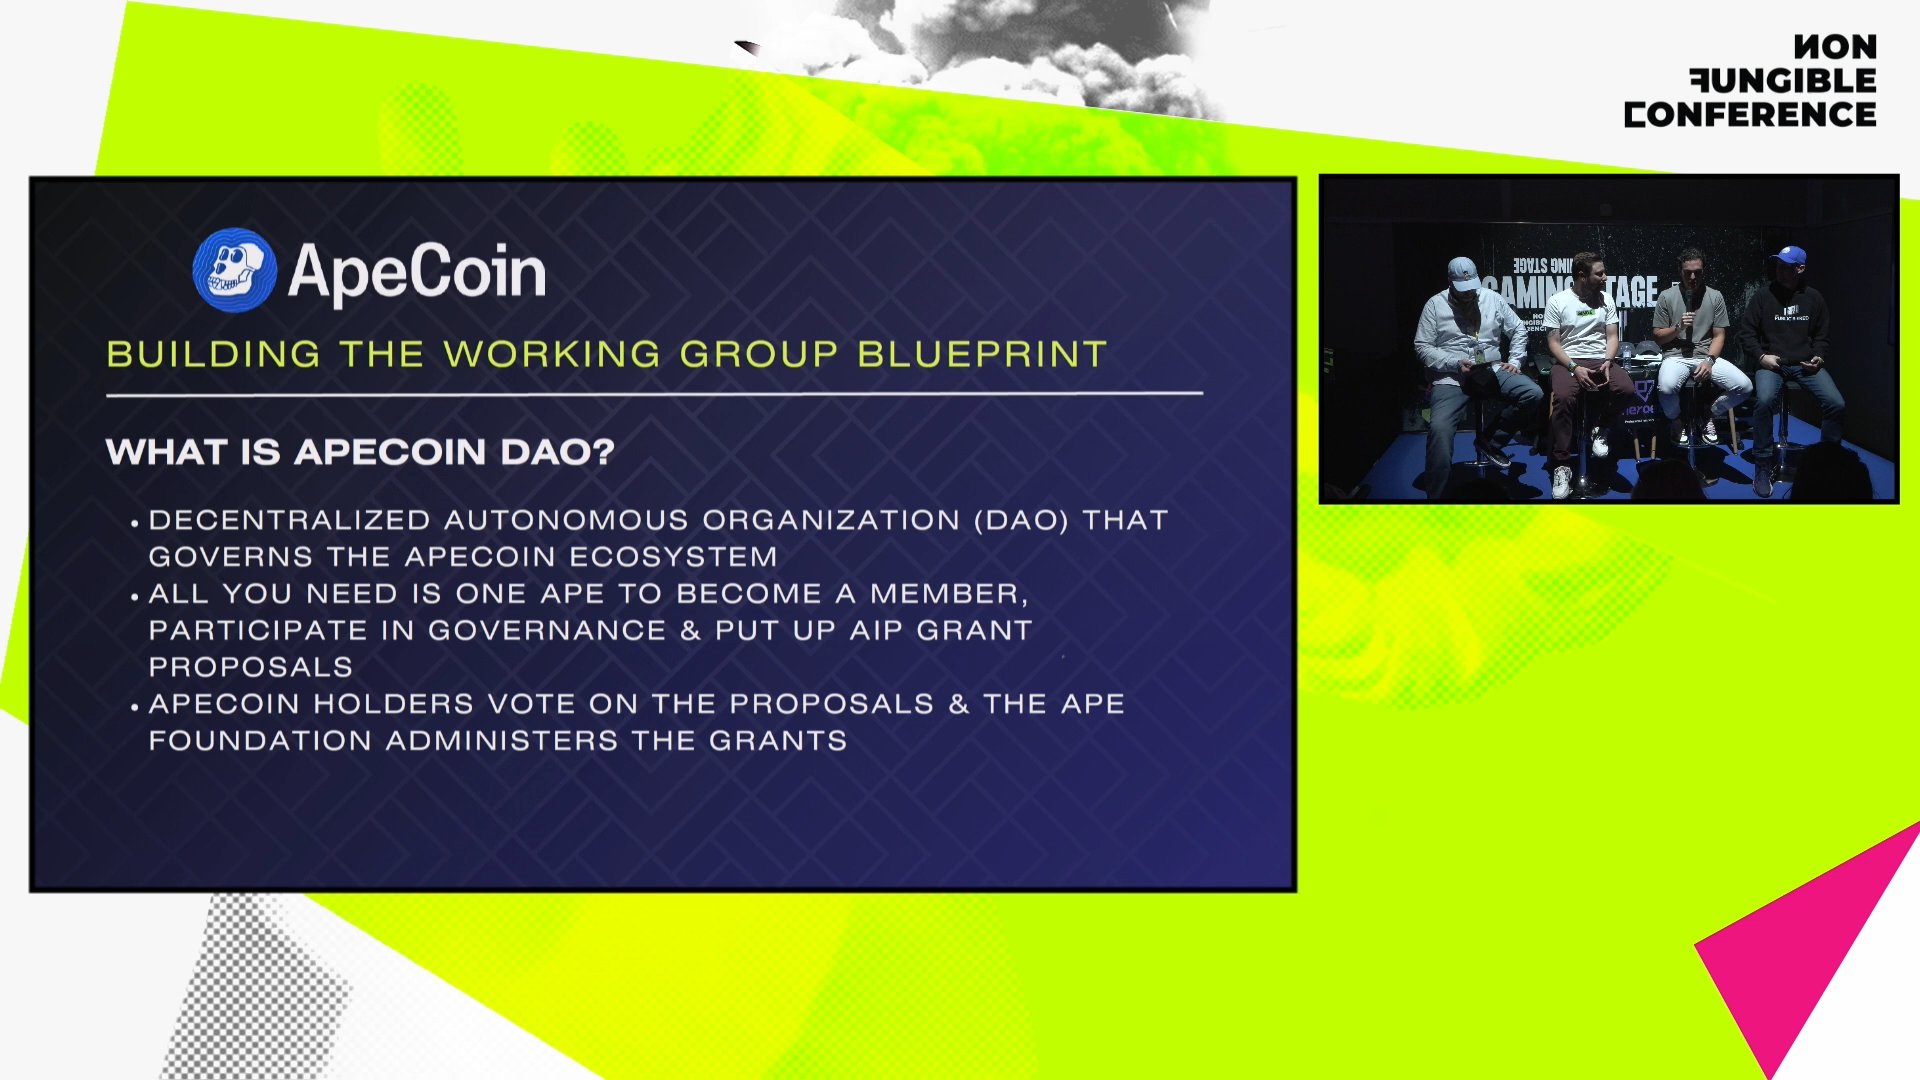 NON
FUNGIBLE
CONFERENCE
ApeCoin
BUILDING THE WORKING GROUP BLUEPRINT
WHAT IS APECOIN DAO?
• DECENTRALIZED AUTONOMOUS ORGANIZATION (DAO) THAT
GOVERNS THE APECOIN ECOSYSTEM
• ALL YOU NEED IS ONE APE TO BECOME A MEMBER,
PARTICIPATE IN GOVERNANCE & PUT UP AIP GRANT
PROPOSALS
• APECOIN HOLDERS VOTE ON THE PROPOSALS & THE APE
FOUNDATION ADMINISTERS THE GRANTS
GAMING STAGE